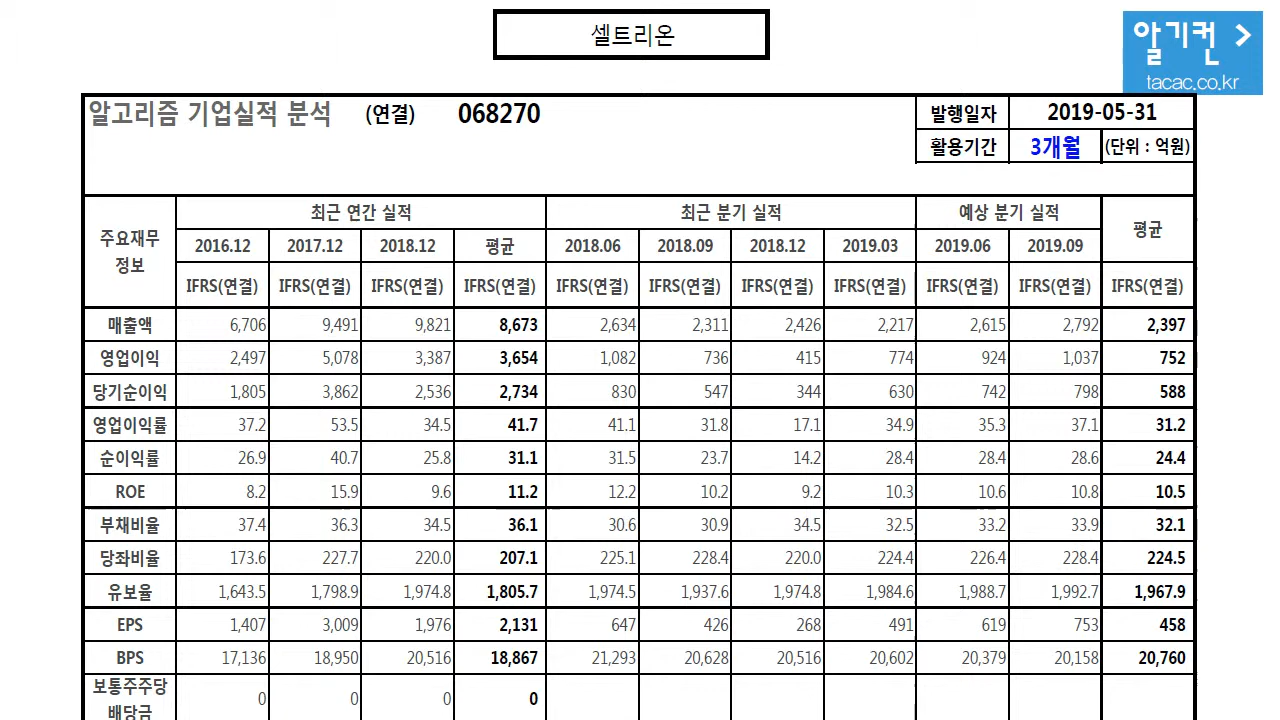 셀트리온
알기컨 >
tacac.co.kr
알고리즘 기업실적 분석 (연결) 068270 발행일자 2019-05-31
활용기간 3개월 (단위 : 억원)
주요재무정보 최근 연간 실적 최근 분기 실적 예상 분기 실적 평균
2016.12 2017.12 2018.12 평균 2018.06 2018.09 2018.12 2019.03 2019.06 2019.09
IFRS(연결) IFRS(연결) IFRS(연결) IFRS(연결) IFRS(연결) IFRS(연결) IFRS(연결) IFRS(연결) IFRS(연결) IFRS(연결) IFRS(연결)
매출액 6,706 9,491 9,821 8,673 2,634 2,311 2,426 2,217 2,615 2,792 2,397
영업이익 2,497 5,078 3,387 3,654 1,082 736 415 774 924 1,037 752
당기순이익 1,805 3,862 2,536 2,734 830 547 344 630 742 798 588
영업이익률 37.2 53.5 34.5 41.7 41.1 31.8 17.1 34.9 35.3 37.1 31.2
순이익률 26.9 40.7 25.8 31.1 31.5 23.7 14.2 28.4 28.4 28.6 24.4
ROE 8.2 15.9 9.6 11.2 12.2 10.2 9.2 10.3 10.6 10.8 10.5
부채비율 37.4 36.3 34.5 36.1 30.6 30.9 34.5 32.5 33.2 33.9 32.1
당좌비율 173.6 227.7 220.0 207.1 225.1 228.4 220.0 224.4 226.4 228.4 224.5
유보율 1,643.5 1,798.9 1,974.8 1,805.7 1,974.5 1,937.6 1,974.8 1,984.6 1,988.7 1,992.7 1,967.9
EPS 1,407 3,009 1,976 2,131 647 426 268 491 619 753 458
BPS 17,136 18,950 20,516 18,867 21,293 20,628 20,516 20,602 20,379 20,158 20,760
보통주주당배당금 0 0 0 0